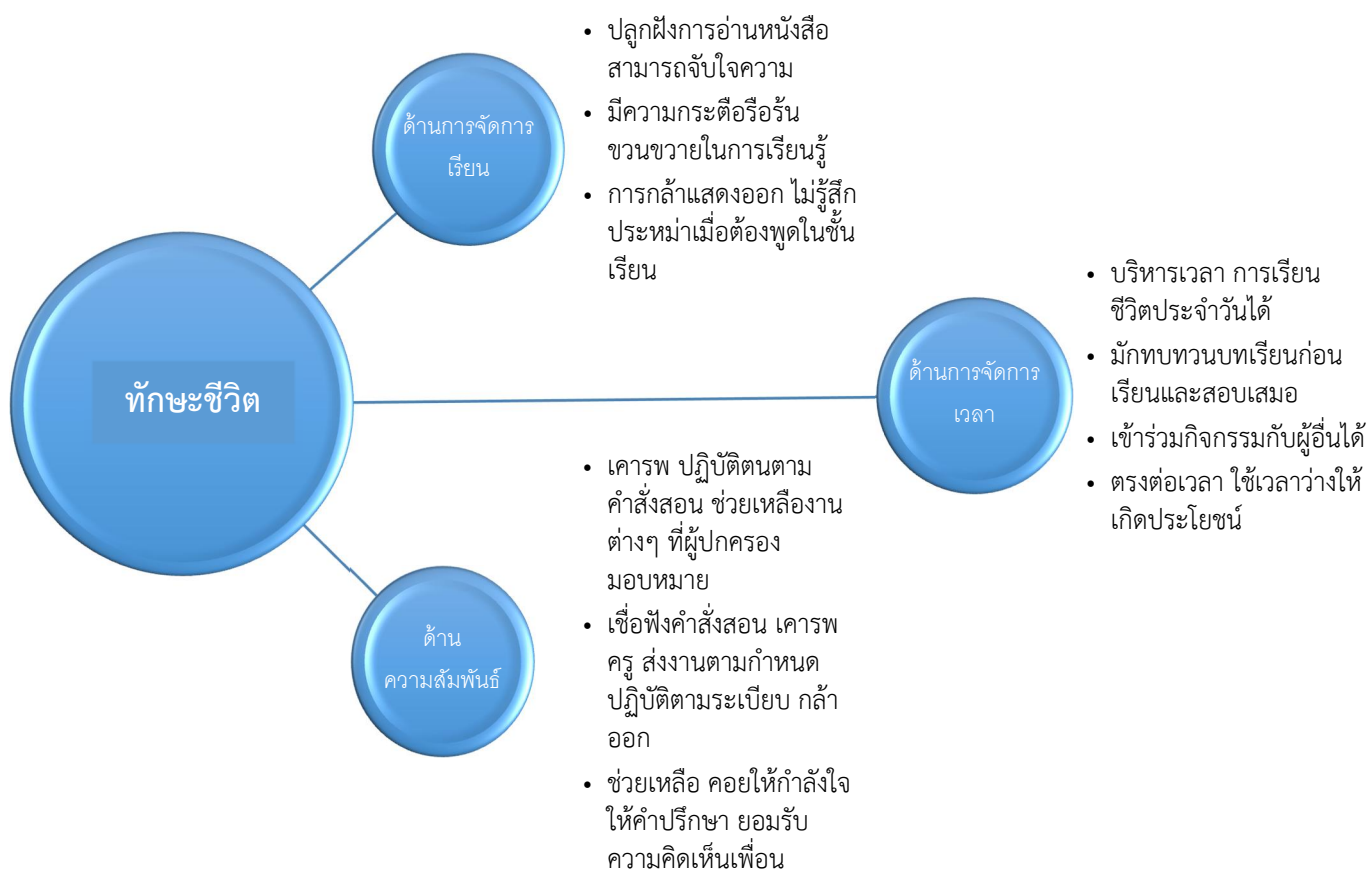 ทักษะชีวิต
ด้านการจัดการ
เรียน
• ปลูกฝังการอ่านหนังสือ
สามารถจับใจความ
• มีความกระตือรือร้น
ขวนขวายในการเรียนรู้
• การกล้าแสดงออก ไม่รู้สึก
ประหม่าเมื่อต้องพูดในชั้น
เรียน
ด้านการจัดการ
เวลา
• บริหารเวลา การเรียน
ชีวิตประจำวันได้
• มักทบทวนบทเรียนก่อน
เรียนและสอบเสมอ
• เข้าร่วมกิจกรรมกับผู้อื่นได้
• ตรงต่อเวลา ใช้เวลาว่างให้
เกิดประโยชน์
ด้าน
ความสัมพันธ์
• เคารพ ปฏิบัติตนตาม
คำสั่งสอน ช่วยเหลืองาน
ต่างๆ ที่ผู้ปกครอง
มอบหมาย
• เชื่อฟังคำสั่งสอน เคารพ
ครู ส่งงานตามกำหนด
ปฏิบัติตามระเบียบ กล้า
ออก
• ช่วยเหลือ คอยให้กำลังใจ
ให้คำปรึกษา ยอมรับ
ความคิดเห็นเพื่อน